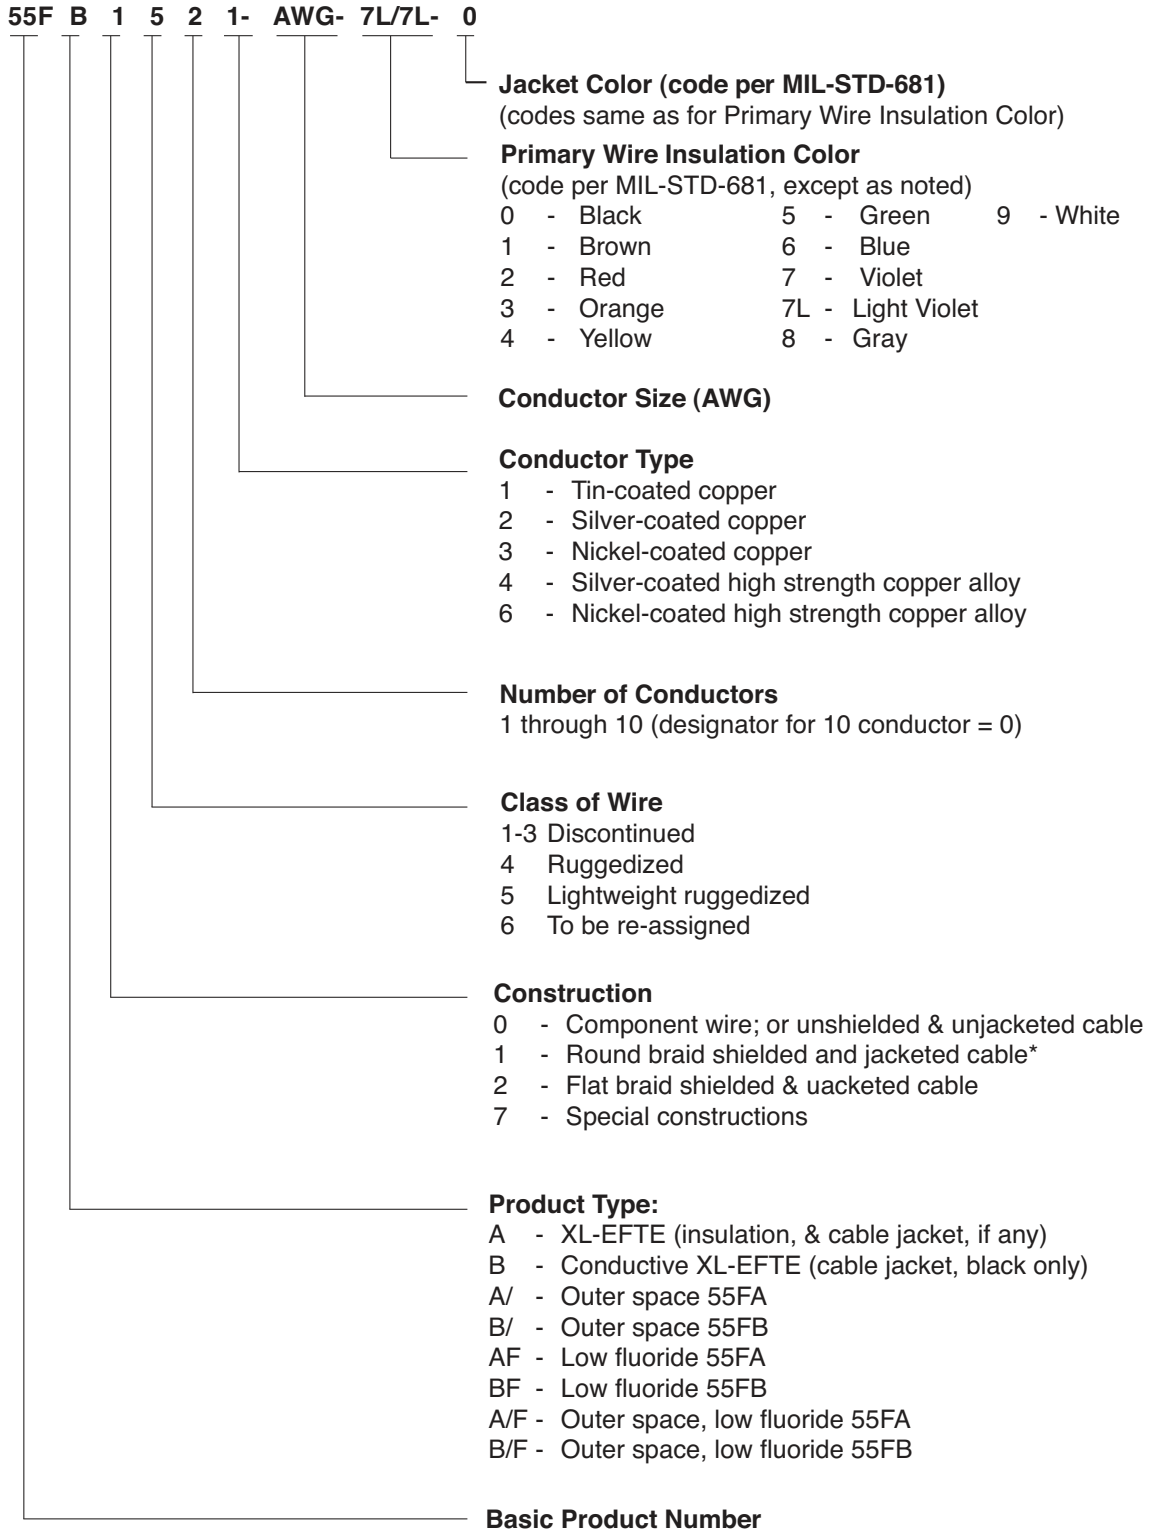 55F B 1 5 2 1- AWG- 7L/7L- 0
Jacket Color (code per MIL-STD-681)
(codes same as for Primary Wire Insulation Color)
Primary Wire Insulation Color
(code per MIL-STD-681, except as noted)
0 - Black 5 - Green 9 - White
1 - Brown 6 - Blue
2 - Red 7 - Violet
3 - Orange 7L - Light Violet
4 - Yellow 8 - Gray
Conductor Size (AWG)
Conductor Type
1 - Tin-coated copper
2 - Silver-coated copper
3 - Nickel-coated copper
4 - Silver-coated high strength copper alloy
6 - Nickel-coated high strength copper alloy
Number of Conductors
1 through 10 (designator for 10 conductor = 0)
Class of Wire
1-3 Discontinued
4 Ruggedized
5 Lightweight ruggedized
6 To be re-assigned
Construction
0 - Component wire; or unshielded & unjacketed cable
1 - Round braid shielded and jacketed cable*
2 - Flat braid shielded & uacketed cable
7 - Special constructions
Product Type:
A - XL-EFTE (insulation, & cable jacket, if any)
B - Conductive XL-EFTE (cable jacket, black only)
A/ - Outer space 55FA
B/ - Outer space 55FB
AF - Low fluoride 55FA
BF - Low fluoride 55FB
A/F - Outer space, low fluoride 55FA
B/F - Outer space, low fluoride 55FB
Basic Product Number